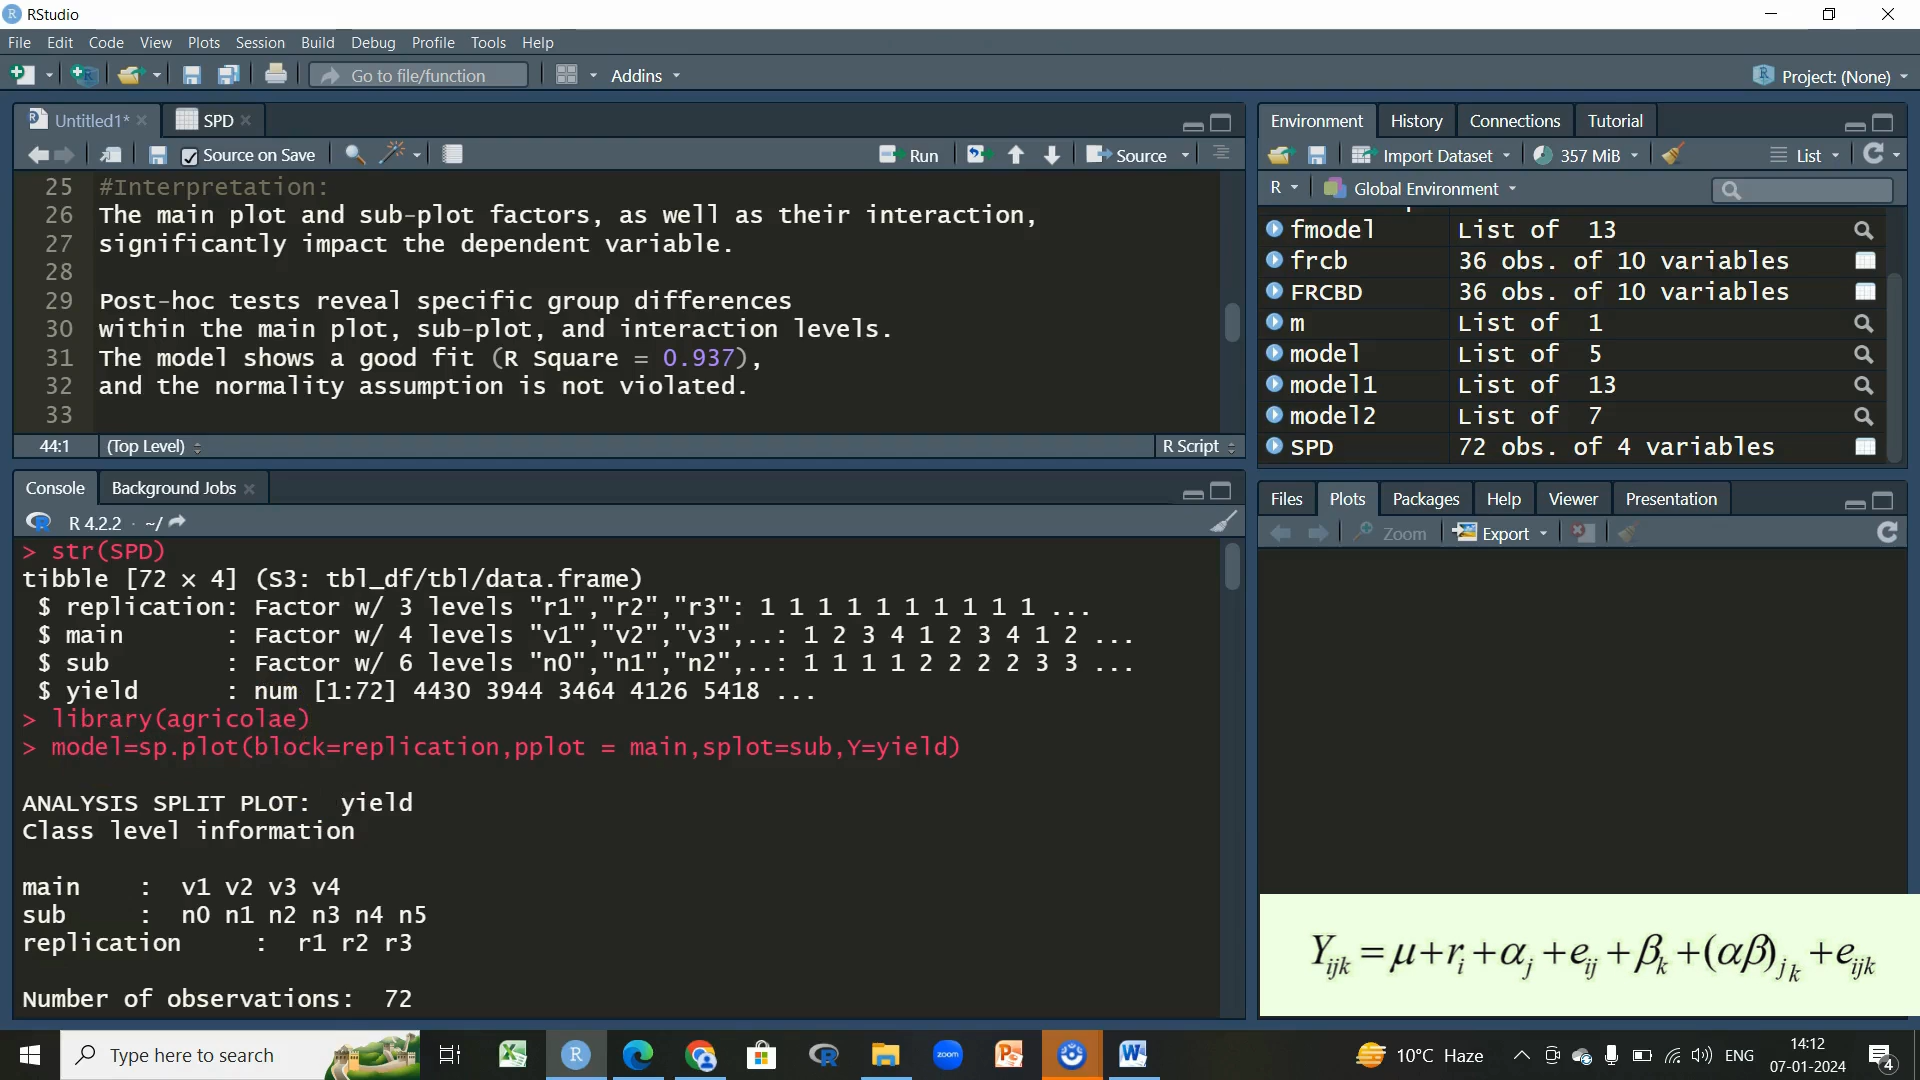 RStudio
File Edit Code View Plots Session Build Debug Profile Tools Help
Go to file/function Addins Project: (None)
Untitled1* SPD
Source on Save Run Source
25 #Interpretation:
26 The main plot and sub-plot factors, as well as their interaction,
27 significantly impact the dependent variable.
28
29 Post-hoc tests reveal specific group differences
30 within the main plot, sub-plot, and interaction levels.
31 The model shows a good fit (R Square = 0.937),
32 and the normality assumption is not violated.
33
44:1 (Top Level) R Script
Console Background Jobs
R 4.2.2 · ~/
> str(SPD)
tibble [72 × 4] (S3: tbl_df/tbl/data.frame)
$ replication: Factor w/ 3 levels "r1","r2","r3": 1 1 1 1 1 1 1 1 1 1 ...
$ main : Factor w/ 4 levels "v1","v2","v3",..: 1 2 3 4 1 2 3 4 1 2 ...
$ sub : Factor w/ 6 levels "n0","n1","n2",..: 1 1 1 1 2 2 2 2 3 3 ...
$ yield : num [1:72] 4430 3944 3464 4126 5418 ...
> library(agricolae)
> model=sp.plot(block=replication,pplot = main,splot=sub,Y=yield)
ANALYSIS SPLIT PLOT: yield
Class level information
main : v1 v2 v3 v4
sub : n0 n1 n2 n3 n4 n5
replication : r1 r2 r3
Number of observations: 72
Environment History Connections Tutorial
Import Dataset 357 MiB List
R Global Environment
fmodel List of 13
frcb 36 obs. of 10 variables
FRCBD 36 obs. of 10 variables
m List of 1
model List of 5
model1 List of 13
model2 List of 7
SPD 72 obs. of 4 variables
Files Plots Packages Help Viewer Presentation
Zoom Export
Y_ijk = μ + r_i + α_j + e_ij + β_k + (αβ)_jk + e_ijk
Type here to search
zoom
10°C Haze ENG 14:12
07-01-2024 4